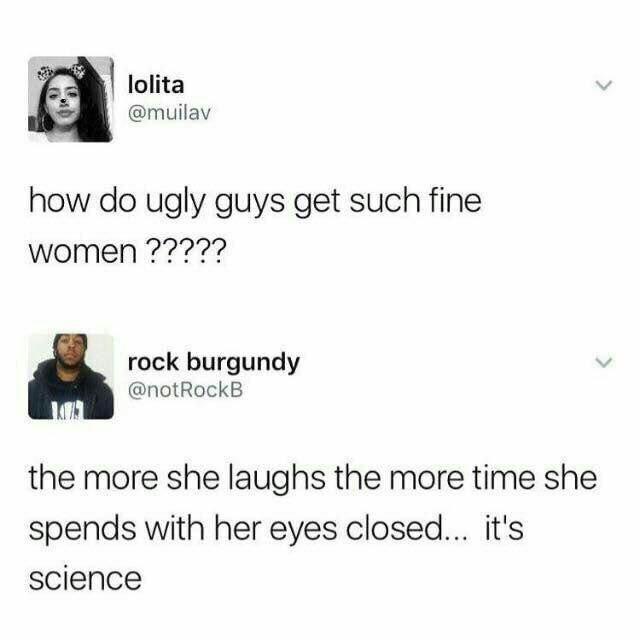 lolita
@muilav
how do ugly guys get such fine
women ?????
rock burgundy
@notRockB
the more she laughs the more time she
spends with her eyes closed... it's
science